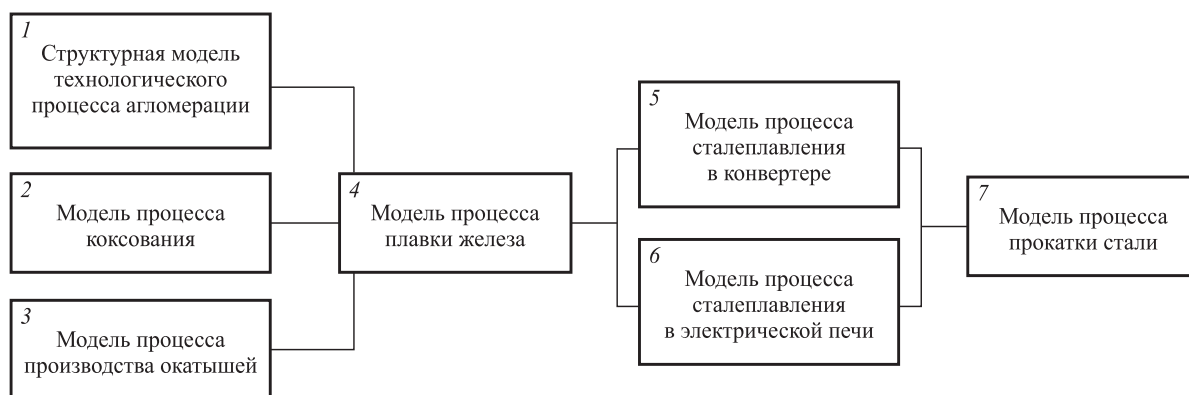 1
Структурная модель
технологического
процесса агломерации
2
Модель процесса
коксования
3
Модель процесса
производства окатышей
4
Модель процесса
плавки железа
5
Модель процесса
сталеплавления
в конвертере
6
Модель процесса
сталеплавления
в электрической печи
7
Модель процесса
прокатки стали